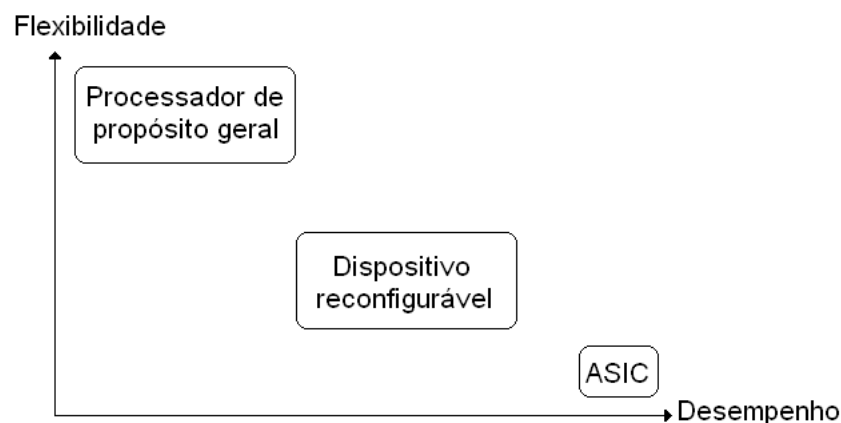 Flexibilidade
Processador de
propósito geral
Dispositivo
reconfigurável
ASIC
Desempenho